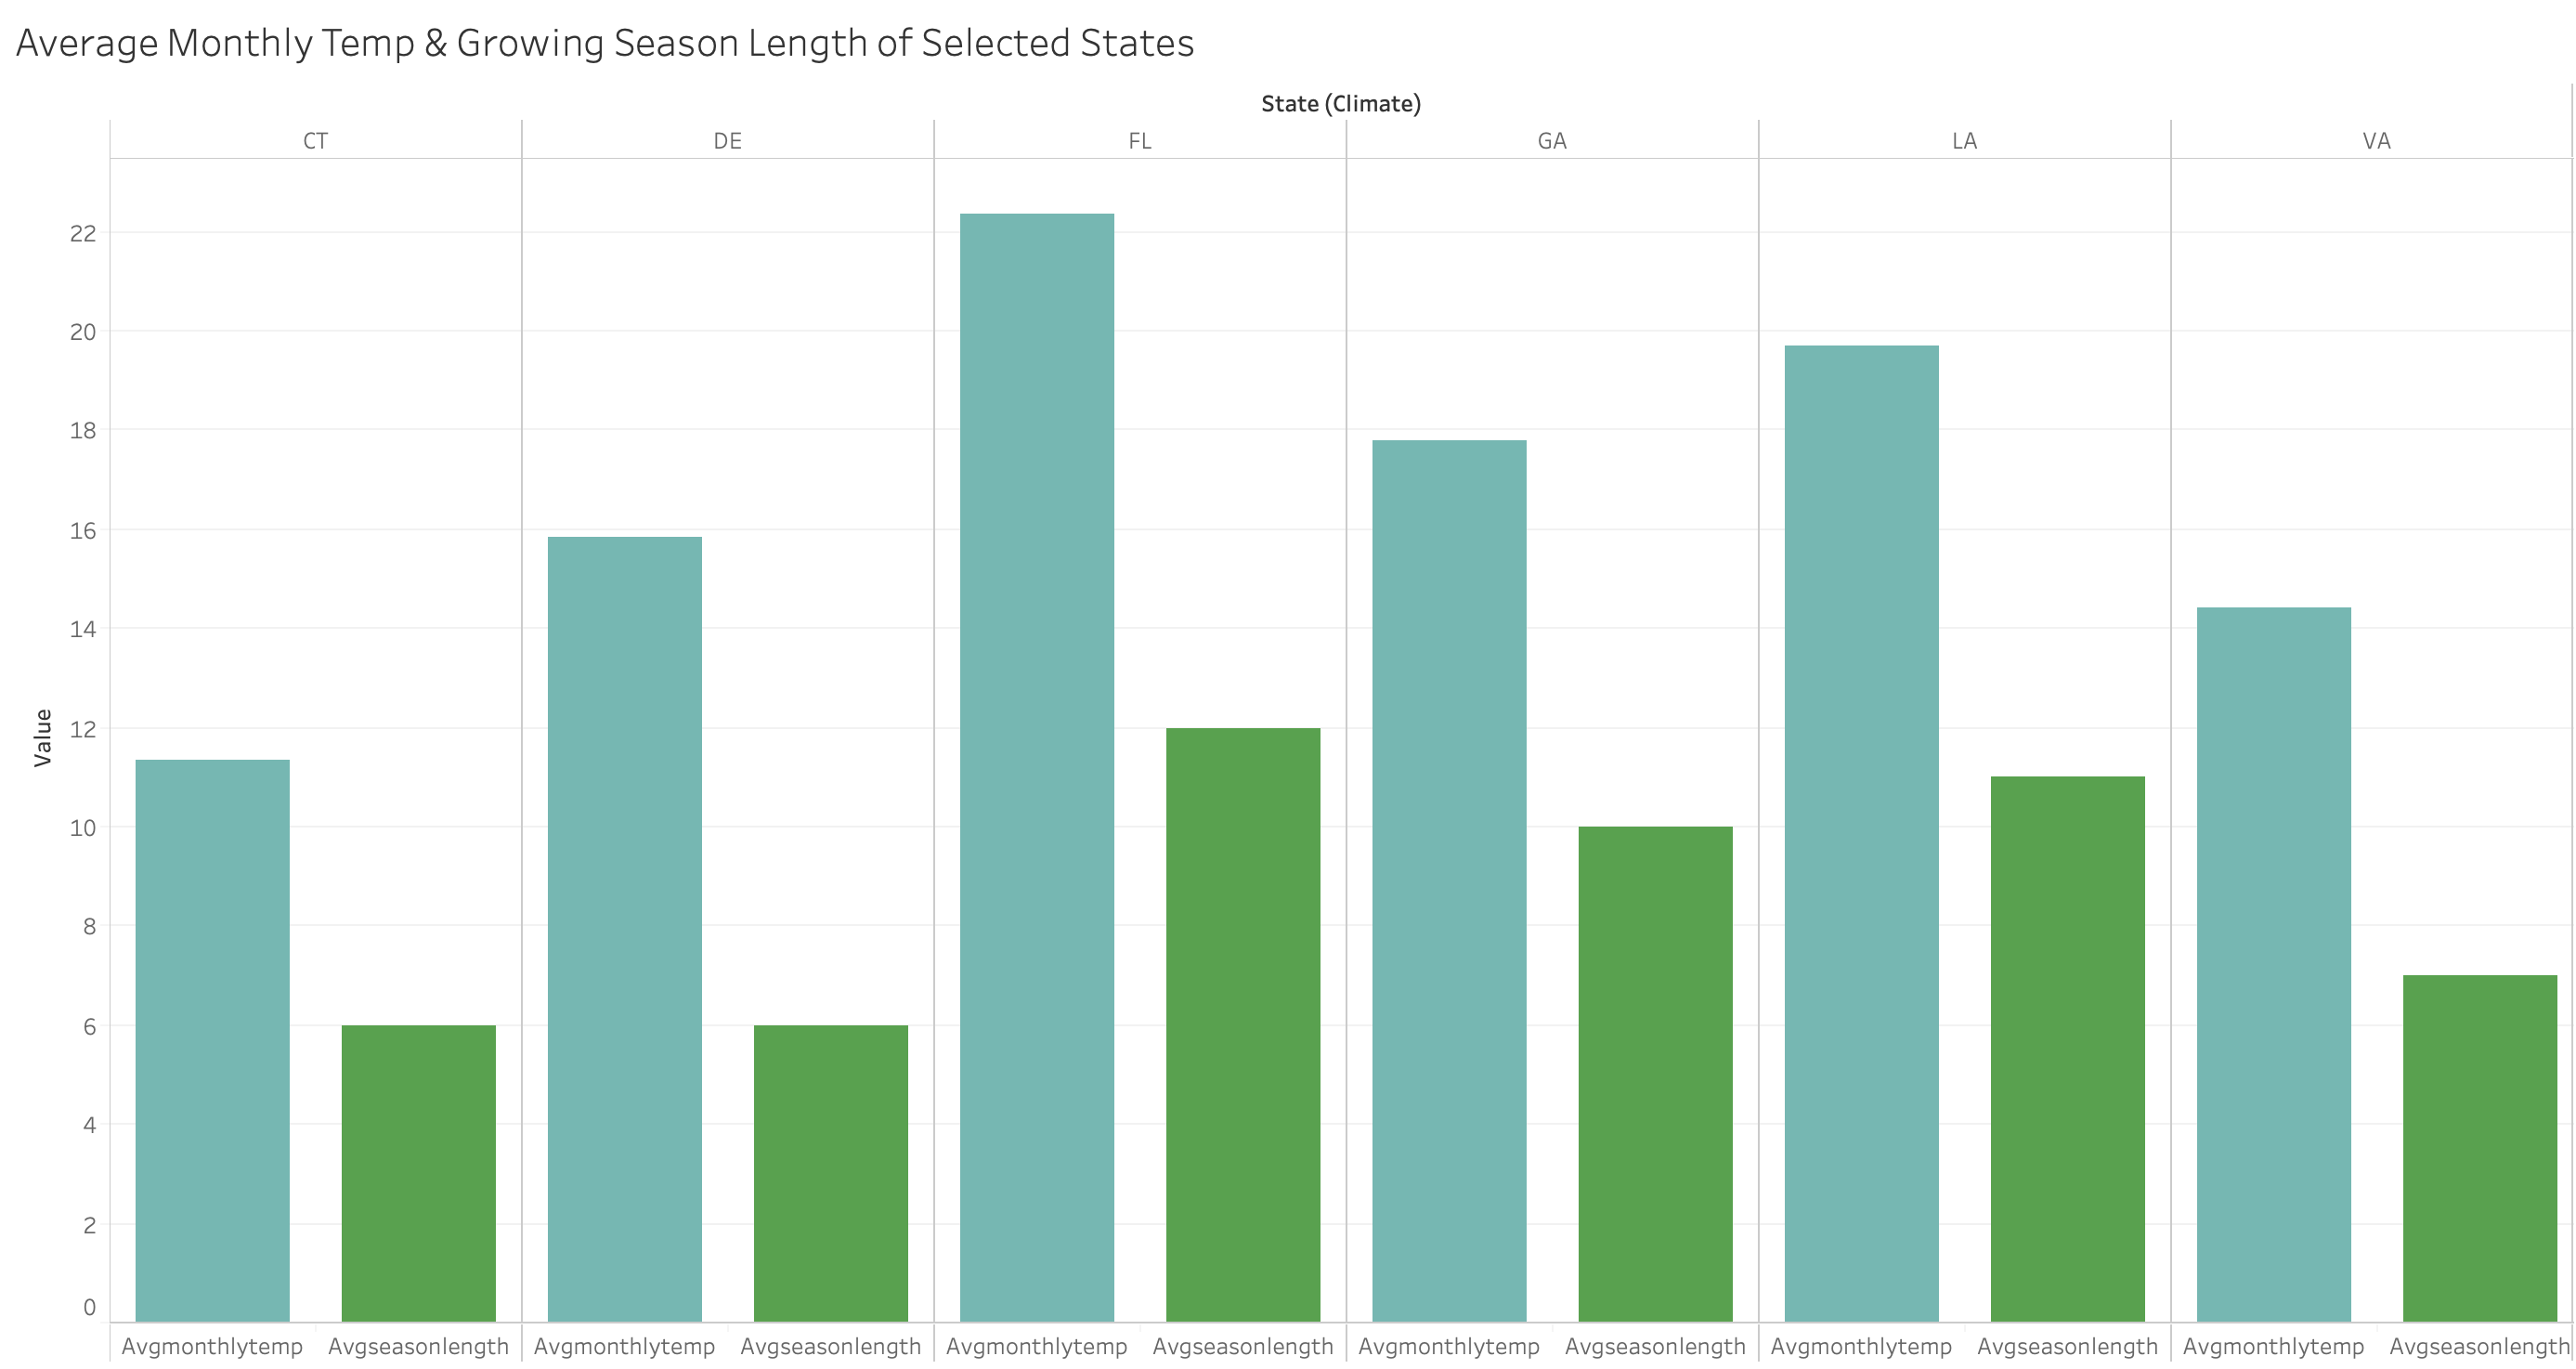 Average Monthly Temp & Growing Season Length of Selected States
State (Climate)
CT DE FL GA LA VA
Value
22
20
18
16
14
12
10
8
6
4
2
0
Avgmonthlytemp Avgseasonlength Avgmonthlytemp Avgseasonlength Avgmonthlytemp Avgseasonlength Avgmonthlytemp Avgseasonlength Avgmonthlytemp Avgseasonlength Avgmonthlytemp Avgseasonlength